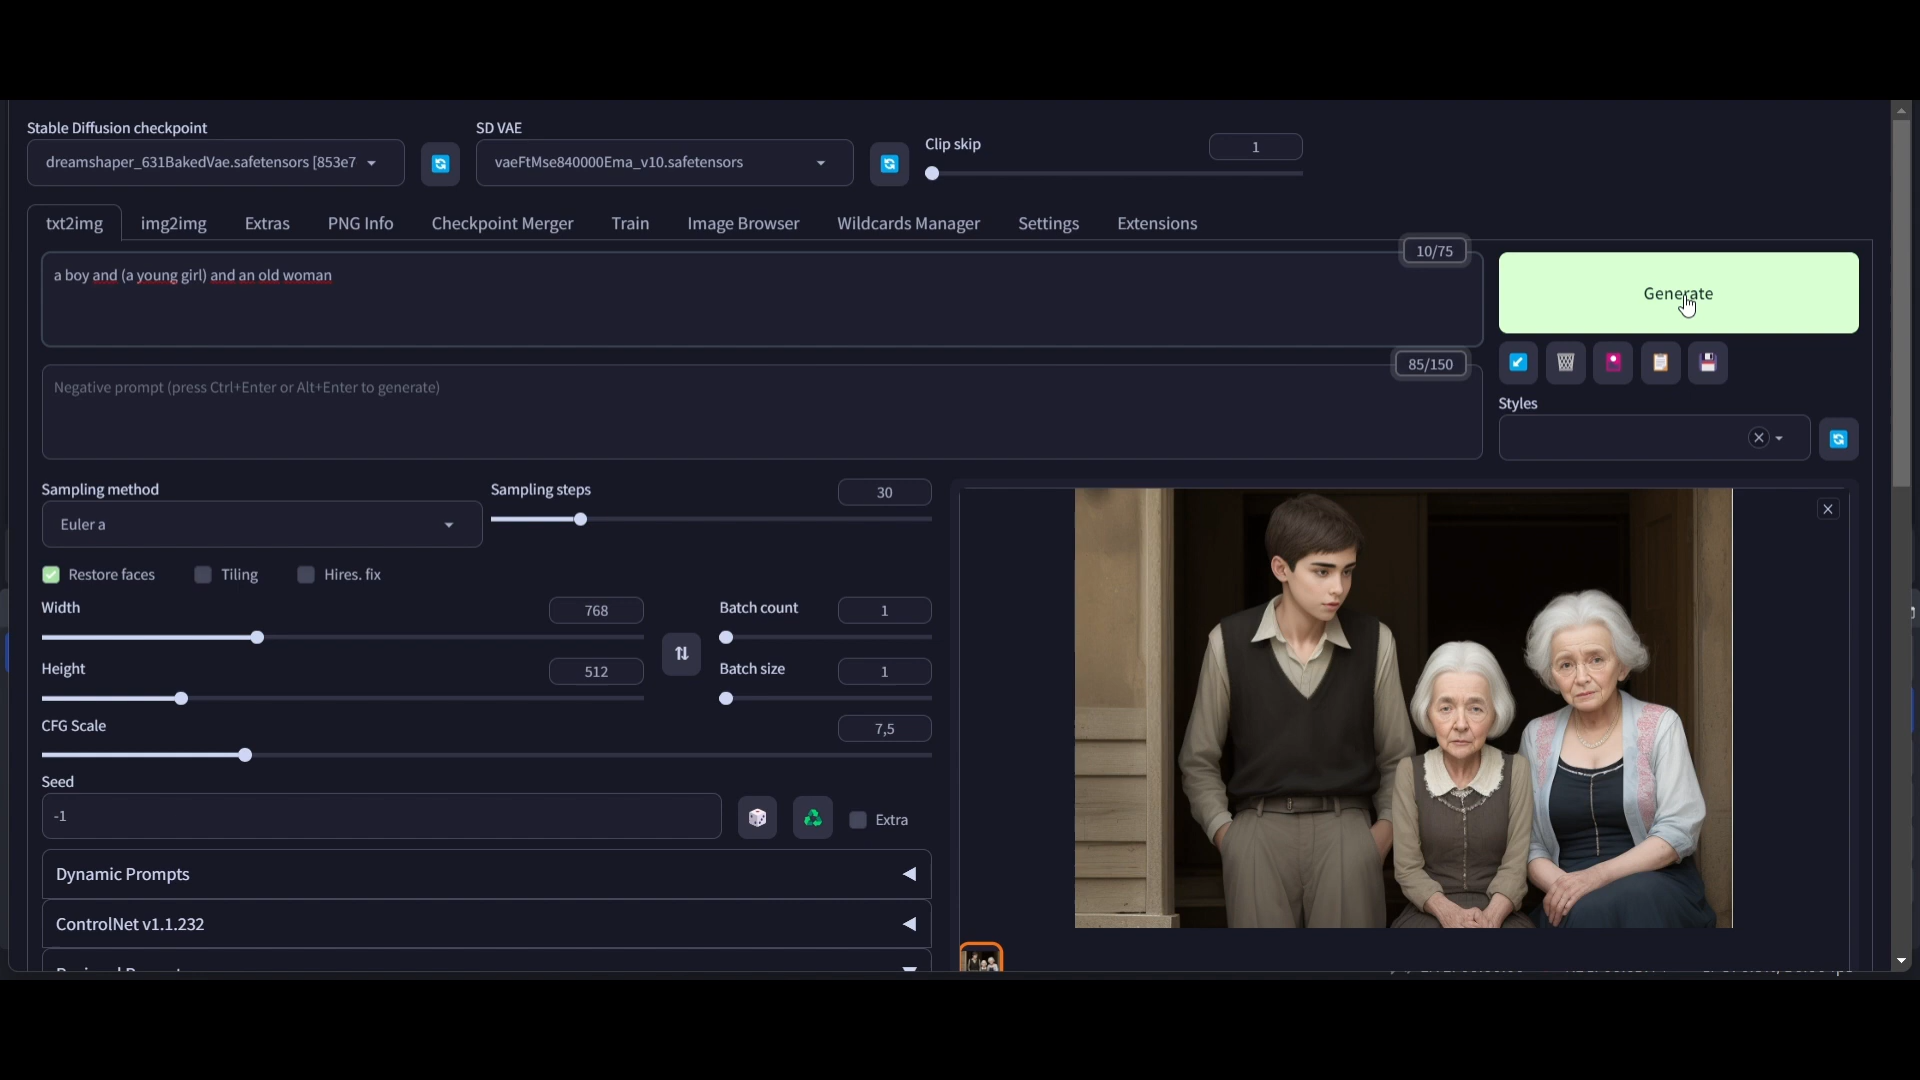 Stable Diffusion checkpoint
SD VAE
Clip skip
1
dreamshaper_631BakedVae.safetensors [853e7
vaeFtMse840000Ema_v10.safetensors
txt2img
img2img
Extras
PNG Info
Checkpoint Merger
Train
Image Browser
Wildcards Manager
Settings
Extensions
10/75
a boy and (a young girl) and an old woman
Generate
85/150
Negative prompt (press Ctrl+Enter or Alt+Enter to generate)
Styles
Sampling method
Sampling steps
30
Euler a
Restore faces
Tiling
Hires. fix
Width
768
Batch count
1
Height
512
Batch size
1
CFG Scale
7,5
Seed
-1
Extra
Dynamic Prompts
ControlNet v1.1.232